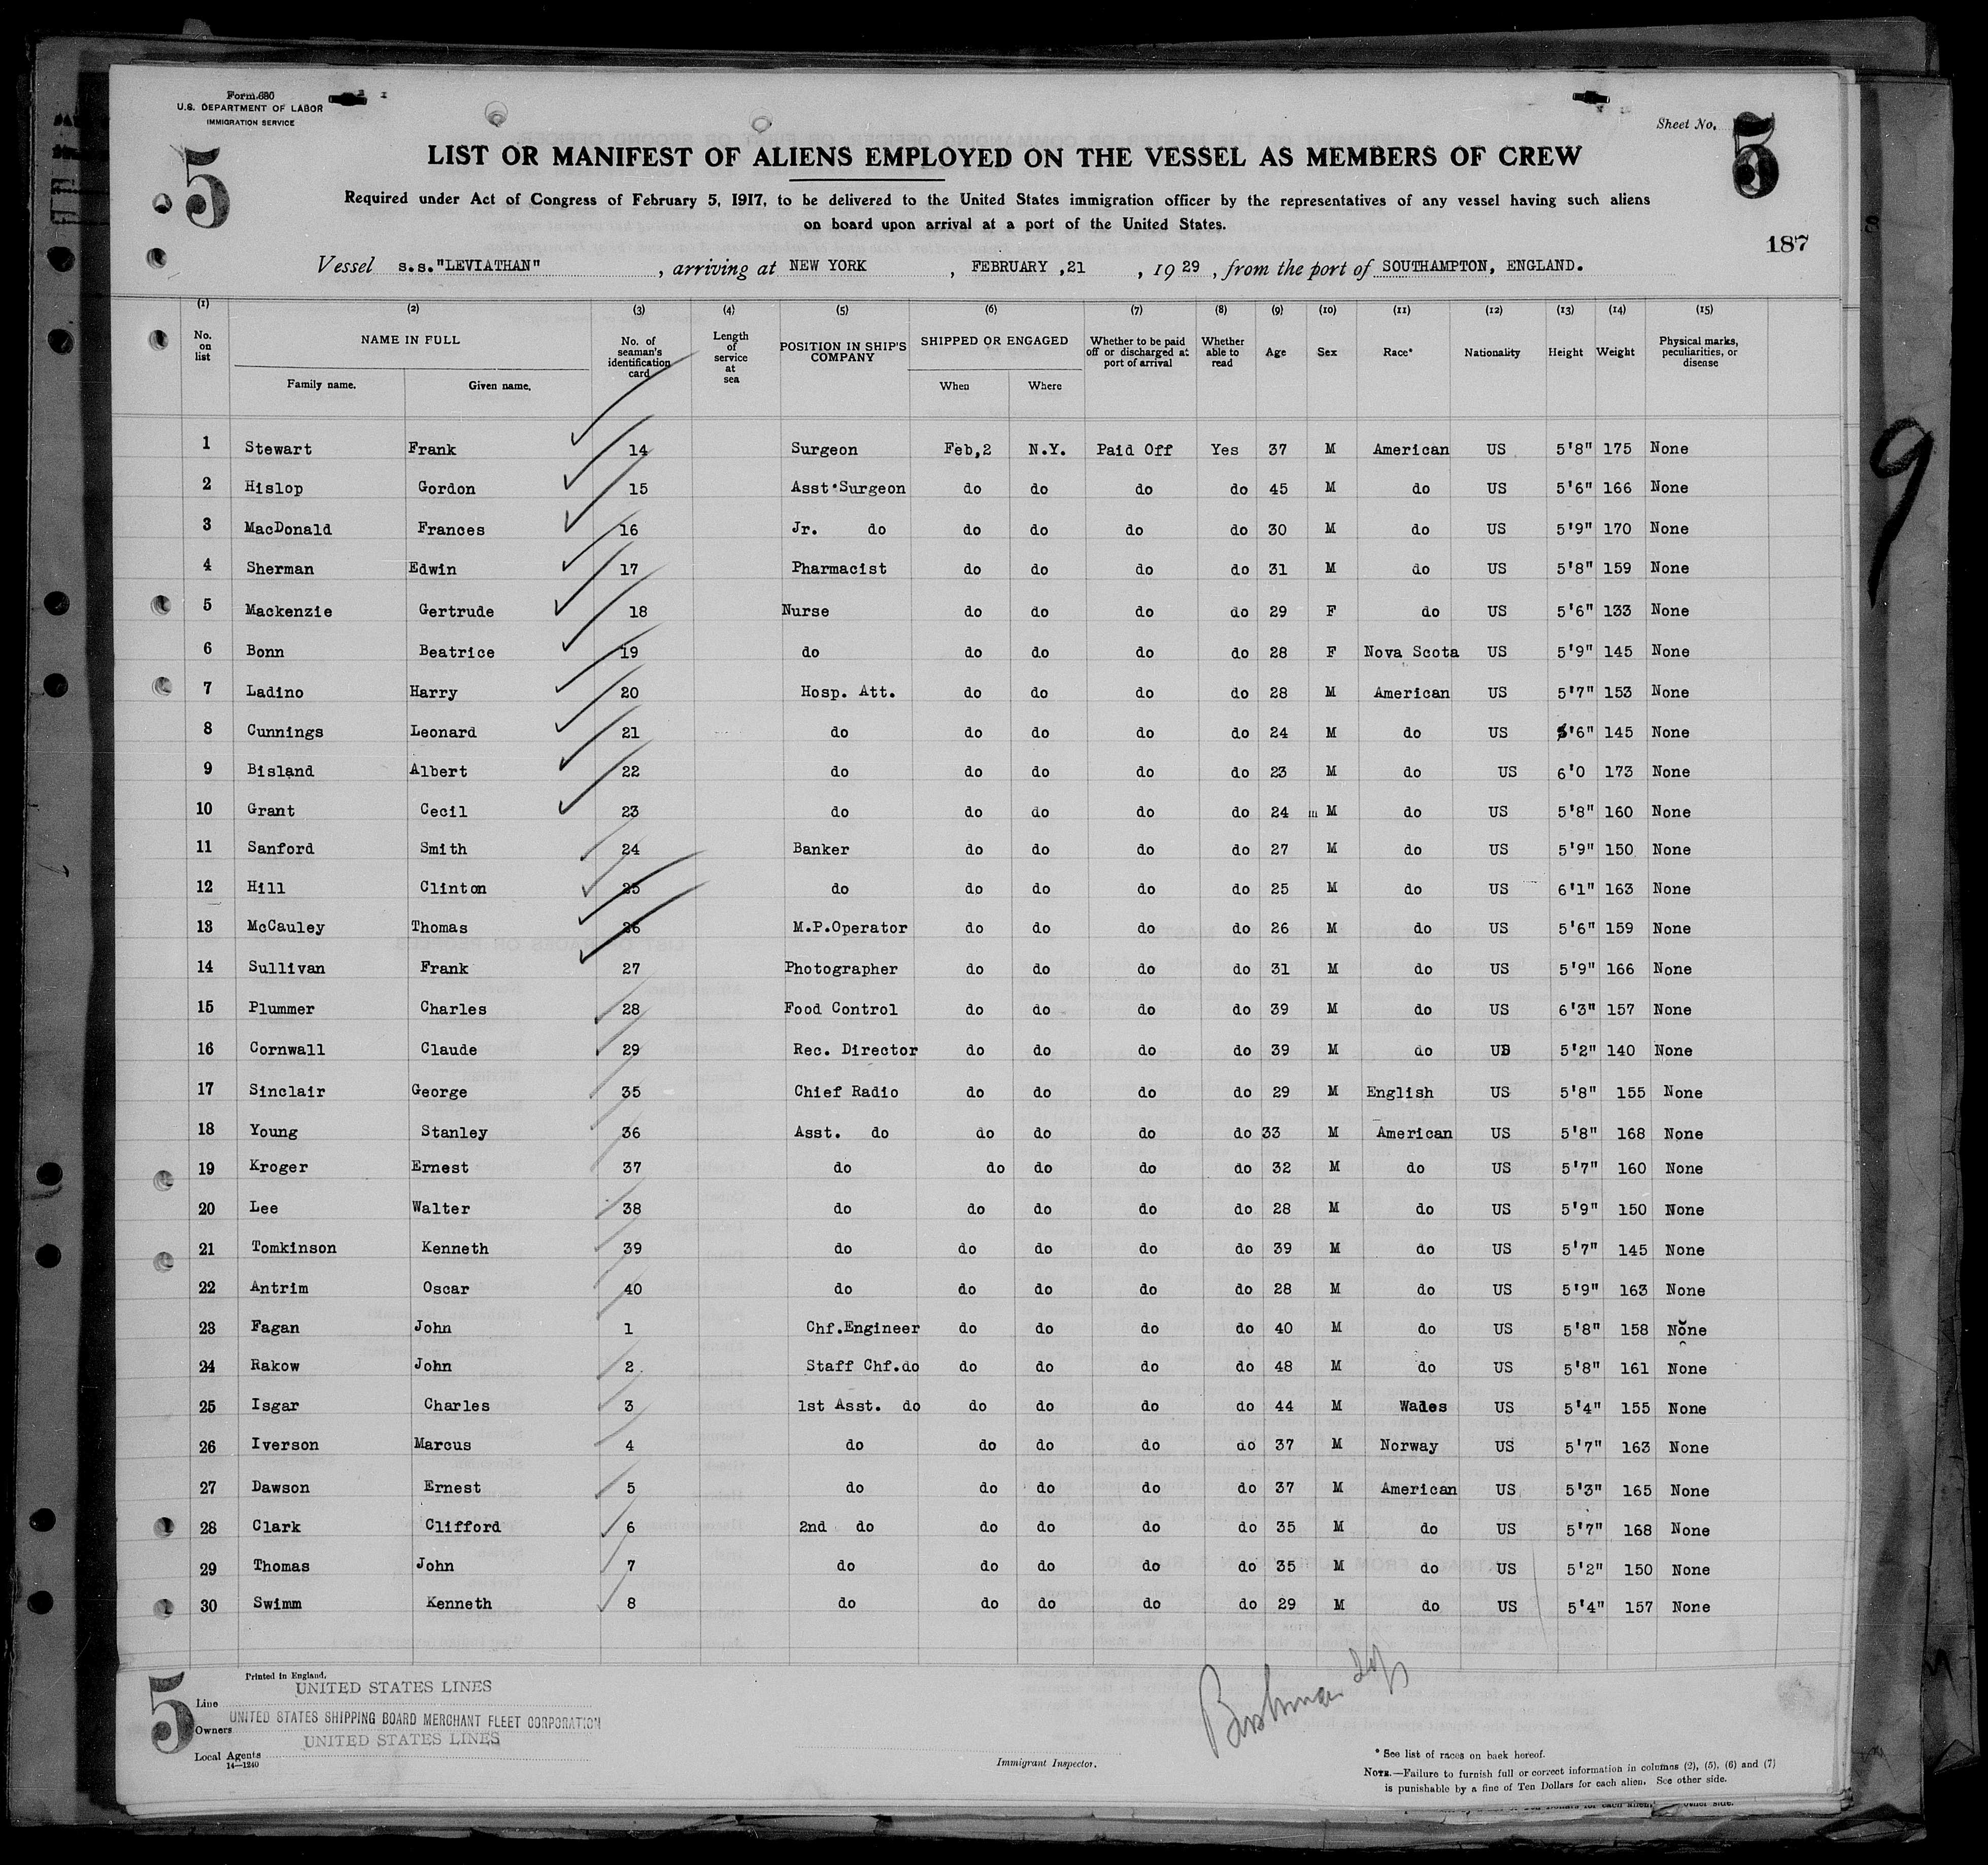 Form 680
U.S. DEPARTMENT OF LABOR
IMMIGRATION SERVICE
Sheet No. 5
5
LIST OR MANIFEST OF ALIENS EMPLOYED ON THE VESSEL AS MEMBERS OF CREW
Required under Act of Congress of February 5, 1917, to be delivered to the United States immigration officer by the representatives of any vessel having such aliens
on board upon arrival at a port of the United States.
187
Vessel s.s."LEVIATHAN", arriving at NEW YORK, FEBRUARY ,21, 1929, from the port of SOUTHAMPTON, ENGLAND.
(1) (2) (3) (4) (5) (6) (7) (8) (9) (10) (11) (12) (13) (14) (15)
No. on list NAME IN FULL Family name. Given name. No. of seaman's identification card Length of service at sea POSITION IN SHIP'S COMPANY SHIPPED OR ENGAGED When Where Whether to be paid off or discharged at port of arrival Whether able to read Age Sex Race* Nationality Height Weight Physical marks, peculiarities, or disease
1 Stewart Frank 14 Surgeon Feb,2 N.Y. Paid Off Yes 37 M American US 5'8" 175 None
2 Hislop Gordon 15 Asst.Surgeon do do do do 45 M do US 5'6" 166 None
3 MacDonald Frances 16 Jr. do do do do do 30 M do US 5'9" 170 None
4 Sherman Edwin 17 Pharmacist do do do do 31 M do US 5'8" 159 None
5 Mackenzie Gertrude 18 Nurse do do do do 29 F do US 5'6" 133 None
6 Bonn Beatrice 19 do do do do do 28 F Nova Scota US 5'9" 145 None
7 Ladino Harry 20 Hosp. Att. do do do do 28 M American US 5'7" 153 None
8 Cunnings Leonard 21 do do do do do 24 M do US 5'6" 145 None
9 Bisland Albert 22 do do do do do 23 M do US 6'0 173 None
10 Grant Cecil 23 do do do do do 24 m M do US 5'8" 160 None
11 Sanford Smith 24 Banker do do do do 27 M do US 5'9" 150 None
12 Hill Clinton 25 do do do do do 25 M do US 6'1" 163 None
13 McCauley Thomas 26 M.P.Operator do do do do 26 M do US 5'6" 159 None
14 Sullivan Frank 27 Photographer do do do do 31 M do US 5'9" 166 None
15 Plummer Charles 28 Food Control do do do do 39 M do US 6'3" 157 None
16 Cornwall Claude 29 Rec. Director do do do do 39 M do US 5'2" 140 None
17 Sinclair George 35 Chief Radio do do do do 29 M English US 5'8" 155 None
18 Young Stanley 36 Asst. do do do do do 33 M American US 5'8" 168 None
19 Kroger Ernest 37 do do do do do 32 M do US 5'7" 160 None
20 Lee Walter 38 do do do do do 28 M do US 5'9" 150 None
21 Tomkinson Kenneth 39 do do do do do 39 M do US 5'7" 145 None
22 Antrim Oscar 40 do do do do do 28 M do US 5'9" 163 None
23 Fagan John 1 Chf.Engineer do do do do 40 M do US 5'8" 158 None
24 Rakow John 2 Staff Chf.do do do do do 48 M do US 5'8" 161 None
25 Isgar Charles 3 1st Asst. do do do do do 44 M Wales US 5'4" 155 None
26 Iverson Marcus 4 do do do do do 37 M Norway US 5'7" 163 None
27 Dawson Ernest 5 do do do do do 37 M American US 5'3" 165 None
28 Clark Clifford 6 2nd do do do do do 35 M do US 5'7" 168 None
29 Thomas John 7 do do do do do 35 M do US 5'2" 150 None
30 Swimm Kenneth 8 do do do do do 29 M do US 5'4" 157 None
9
5
Printed in England.
Line UNITED STATES LINES
Owners UNITED STATES SHIPPING BOARD MERCHANT FLEET CORPORATION
Local Agents UNITED STATES LINES
14—1240
Immigrant Inspector.
* See list of races on back hereof.
NOTE.—Failure to furnish full or correct information in columns (2), (5), (6) and (7)
is punishable by a fine of Ten Dollars for each alien. See other side.